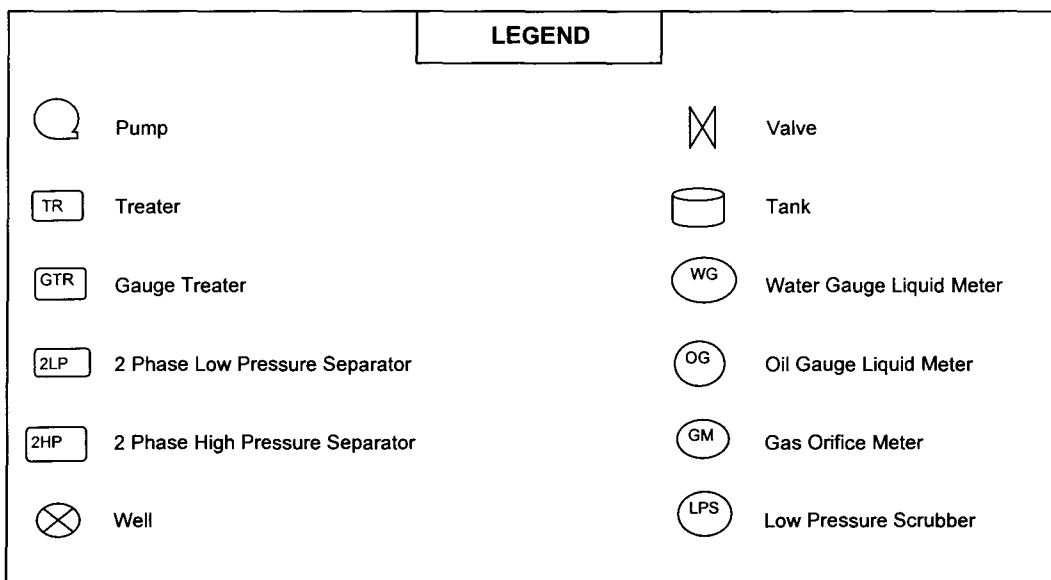 LEGEND
Pump
Valve
TR Treater
Tank
GTR Gauge Treater
WG Water Gauge Liquid Meter
2LP 2 Phase Low Pressure Separator
OG Oil Gauge Liquid Meter
2HP 2 Phase High Pressure Separator
GM Gas Orifice Meter
Well
LPS Low Pressure Scrubber